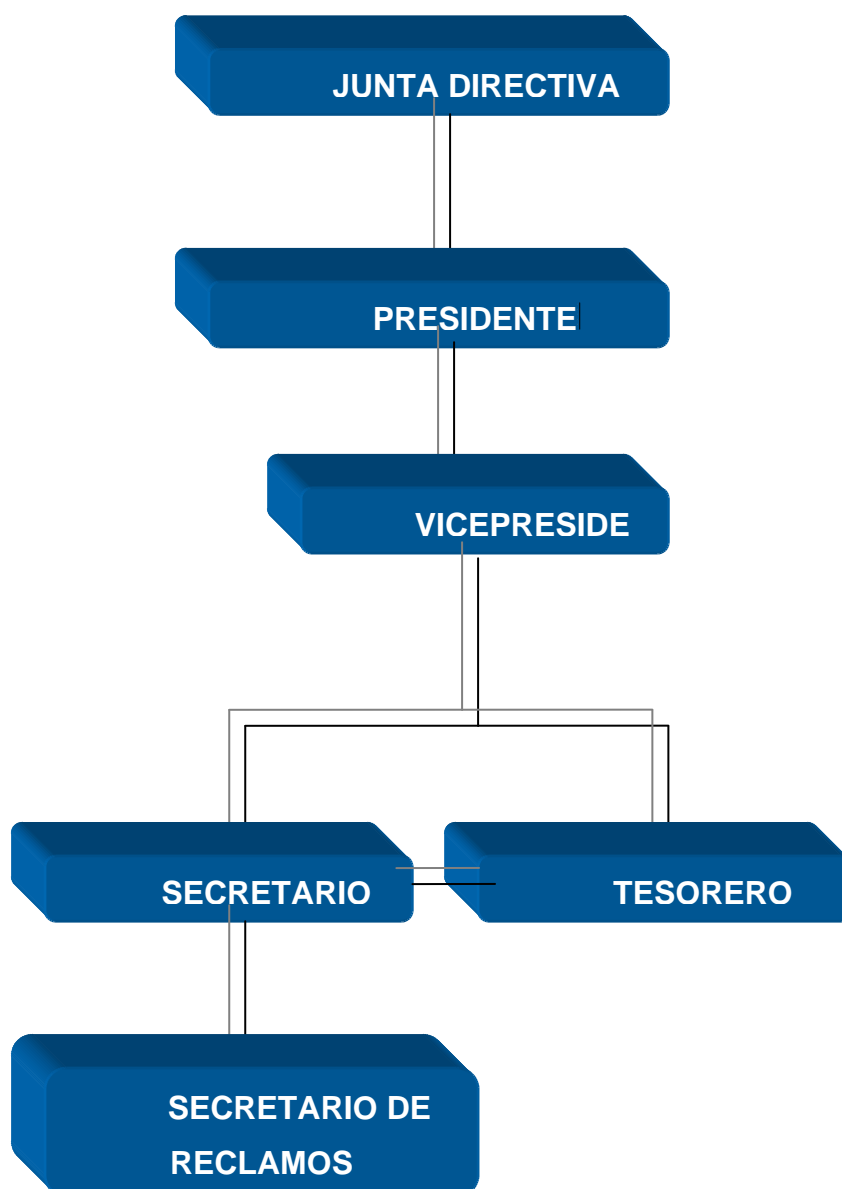 JUNTA DIRECTIVA
PRESIDENTE
VICEPRESIDE
SECRETARIO
TESORERO
SECRETARIO DE
RECLAMOS